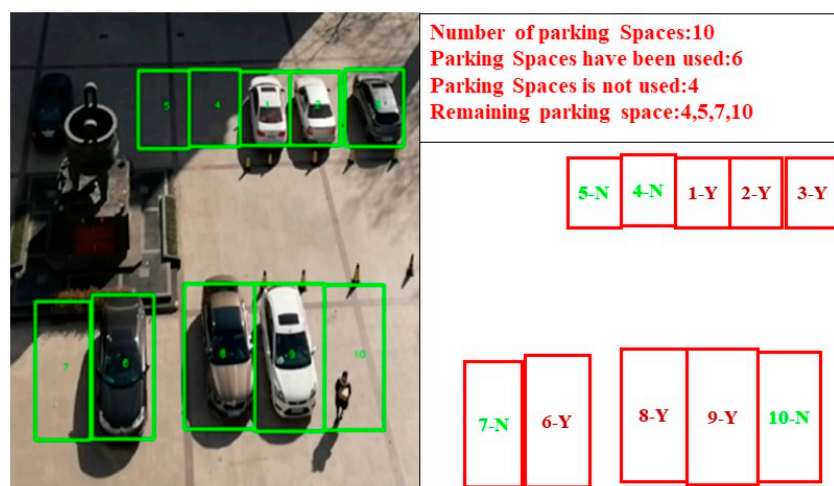 Number of parking Spaces:10
Parking Spaces have been used:6
Parking Spaces is not used:4
Remaining parking space:4,5,7,10
5 4 1 2
5-N 4-N 1-Y 2-Y 3-Y
7 6 8 9 10
7-N 6-Y 8-Y 9-Y 10-N